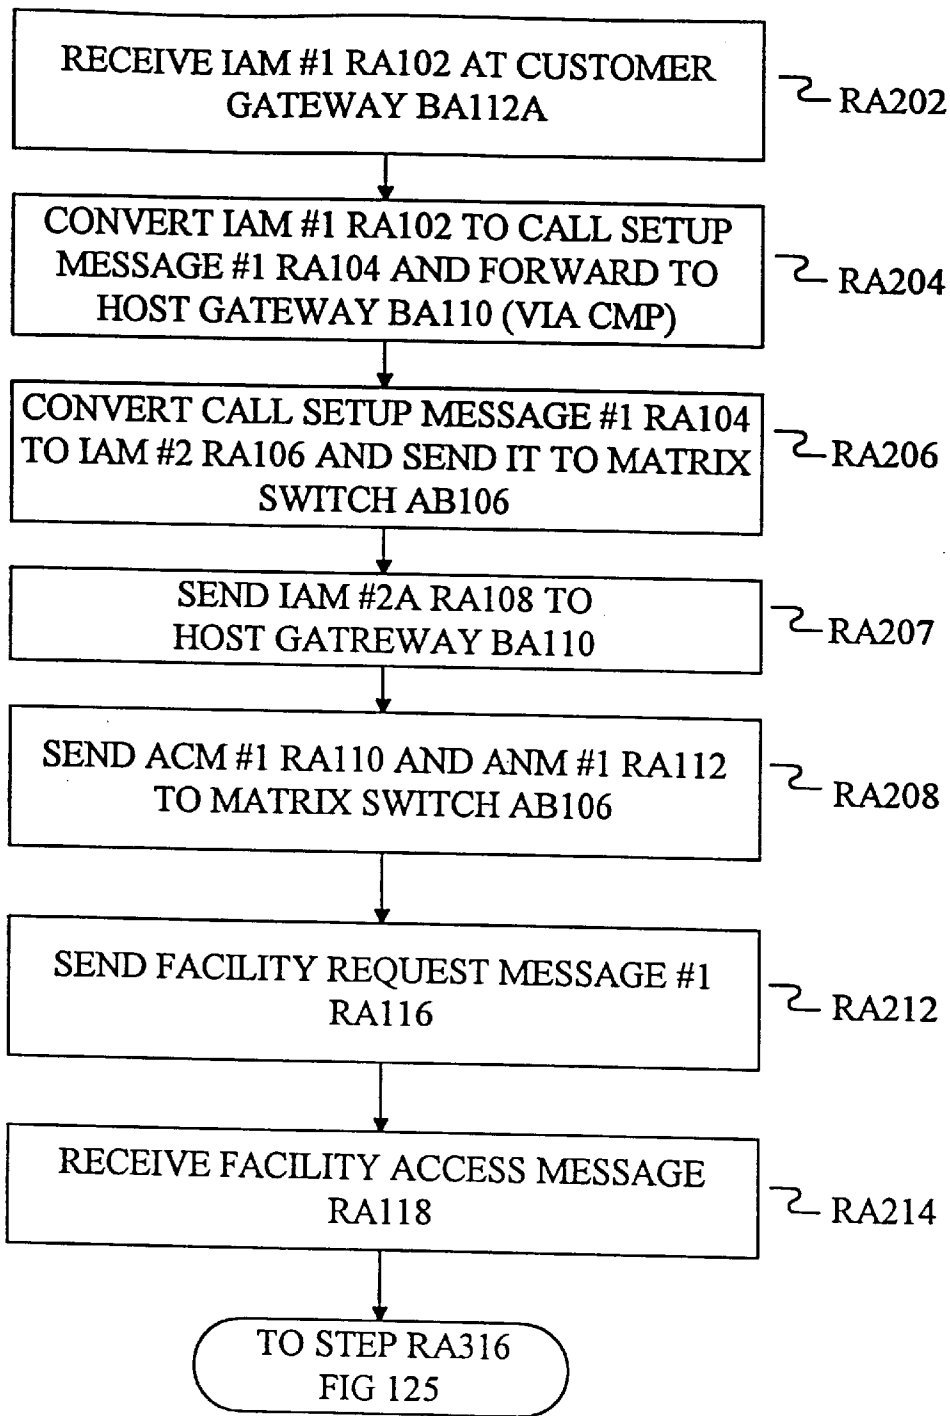 RECEIVE IAM #1 RA102 AT CUSTOMER
GATEWAY BA112A
RA202
CONVERT IAM #1 RA102 TO CALL SETUP
MESSAGE #1 RA104 AND FORWARD TO
HOST GATEWAY BA110 (VIA CMP)
RA204
CONVERT CALL SETUP MESSAGE #1 RA104
TO IAM #2 RA106 AND SEND IT TO MATRIX
SWITCH AB106
RA206
SEND IAM #2A RA108 TO
HOST GATREWAY BA110
RA207
SEND ACM #1 RA110 AND ANM #1 RA112
TO MATRIX SWITCH AB106
RA208
SEND FACILITY REQUEST MESSAGE #1
RA116
RA212
RECEIVE FACILITY ACCESS MESSAGE
RA118
RA214
TO STEP RA316
FIG 125